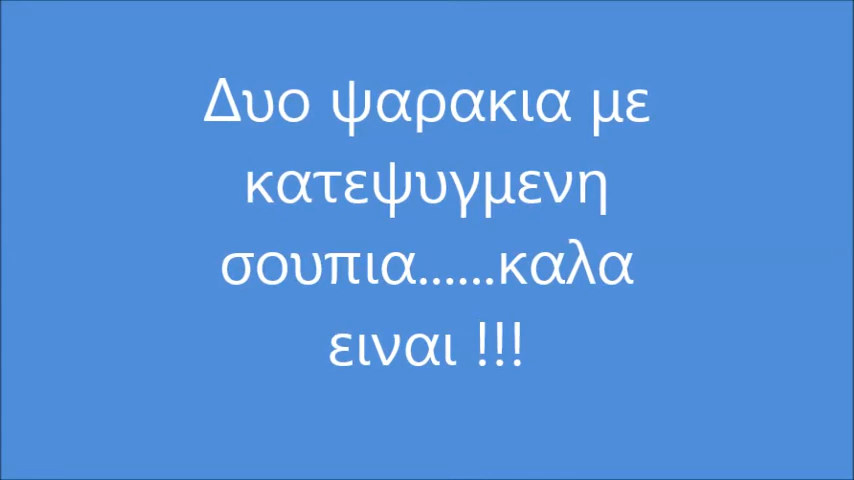 Δυο ψαρακια με
κατεψυγμενη
σουπια......καλα
ειναι !!!